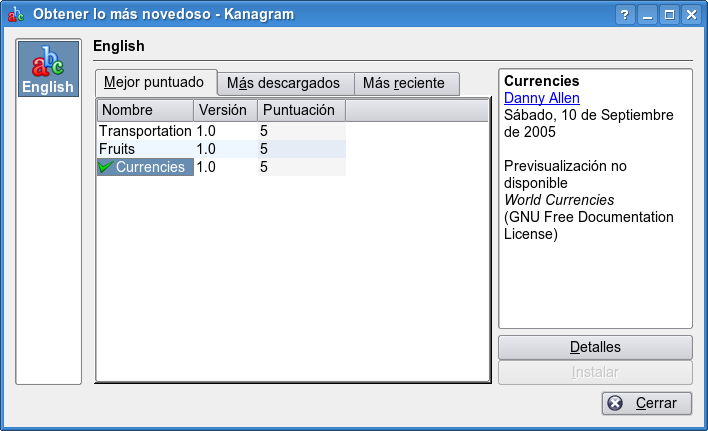 Obtener lo más novedoso - Kanagram
English
English
Mejor puntuado Más descargados Más reciente
Nombre Versión Puntuación
Transportation 1.0 5
Fruits 1.0 5
Currencies 1.0 5
Currencies
Danny Allen
Sábado, 10 de Septiembre
de 2005
Previsualización no
disponible
World Currencies
(GNU Free Documentation
License)
Detalles
Instalar
Cerrar